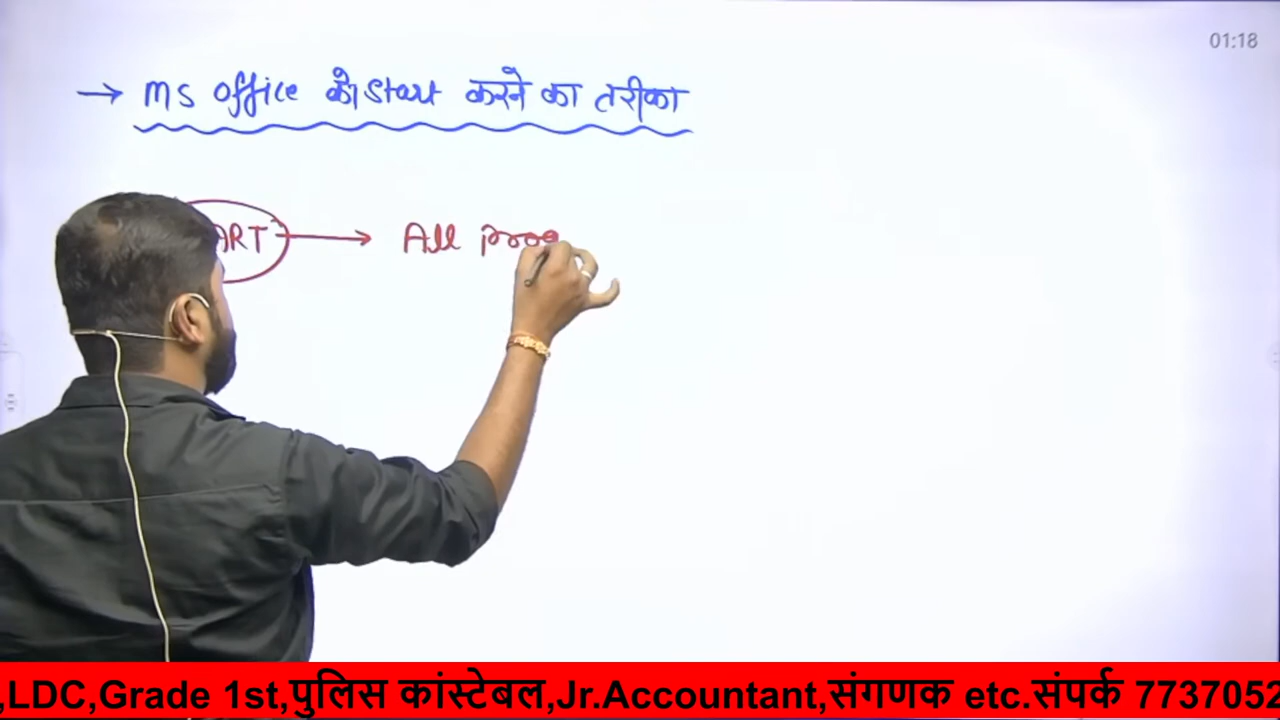 01:18
→ MS office को start करने का तरीका
ART → All prog
,LDC,Grade 1st,पुलिस कांस्टेबल,Jr.Accountant,संगणक etc.संपर्क 7737052